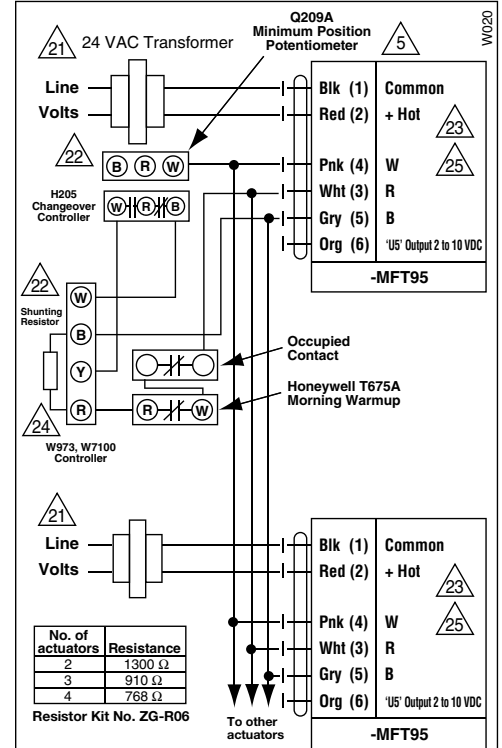 W020
Q209A
Minimum Position
Potentiometer
21
24 VAC Transformer
5
Line
Volts
Blk (1) Common
Red (2) + Hot
23
22
B R W
Pnk (4) W
25
Wht (3) R
Gry (5) B
Org (6) 'U5' Output 2 to 10 VDC
-MFT95
H205
Changeover
Controller
W R B
22
Shunting
Resistor
W
B
Y
R
24
W973, W7100
Controller
Occupied
Contact
Honeywell T675A
Morning Warmup
R W
21
Line
Volts
Blk (1) Common
Red (2) + Hot
23
Pnk (4) W
25
Wht (3) R
Gry (5) B
Org (6) 'U5' Output 2 to 10 VDC
-MFT95
No. of
actuators Resistance
2 1300 Ω
3 910 Ω
4 768 Ω
Resistor Kit No. ZG-R06
To other
actuators